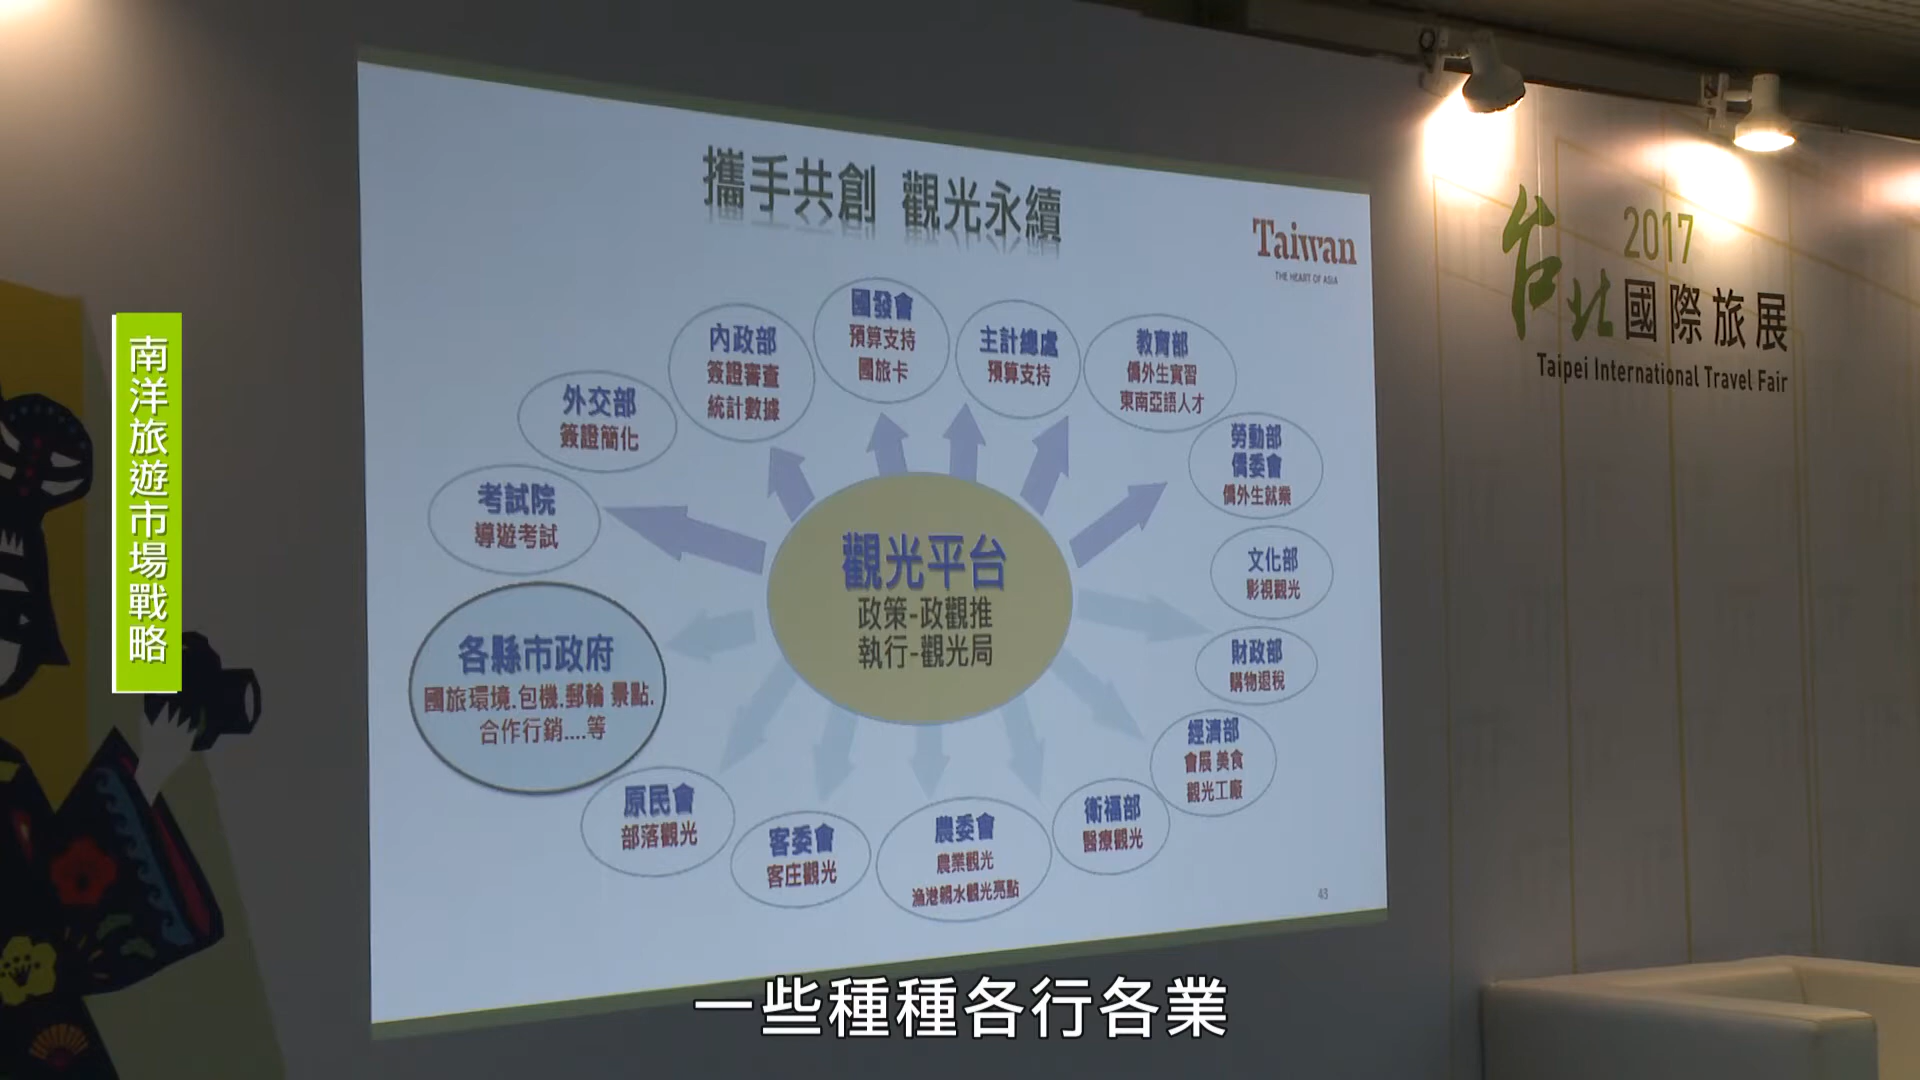 攜手共創 觀光永續
Taiwan
THE HEART OF ASIA
國發會
預算支持
國旅卡
內政部
簽證審查
統計數據
主計總處
預算支持
教育部
僑外生實習
東南亞語人才
外交部
簽證簡化
勞動部
僑委會
僑外生就業
考試院
導遊考試
觀光平台
政策-政觀推
執行-觀光局
文化部
影視觀光
各縣市政府
國旅環境.包機.郵輪 景點.
合作行銷....等
財政部
購物退稅
經濟部
會展 美食
觀光工廠
原民會
部落觀光
客委會
客庄觀光
農委會
農業觀光
漁港親水觀光亮點
衛福部
醫療觀光
43
2017
台北國際旅展
Taipei International Travel Fair
南洋旅遊市場戰略
一些種種各行各業